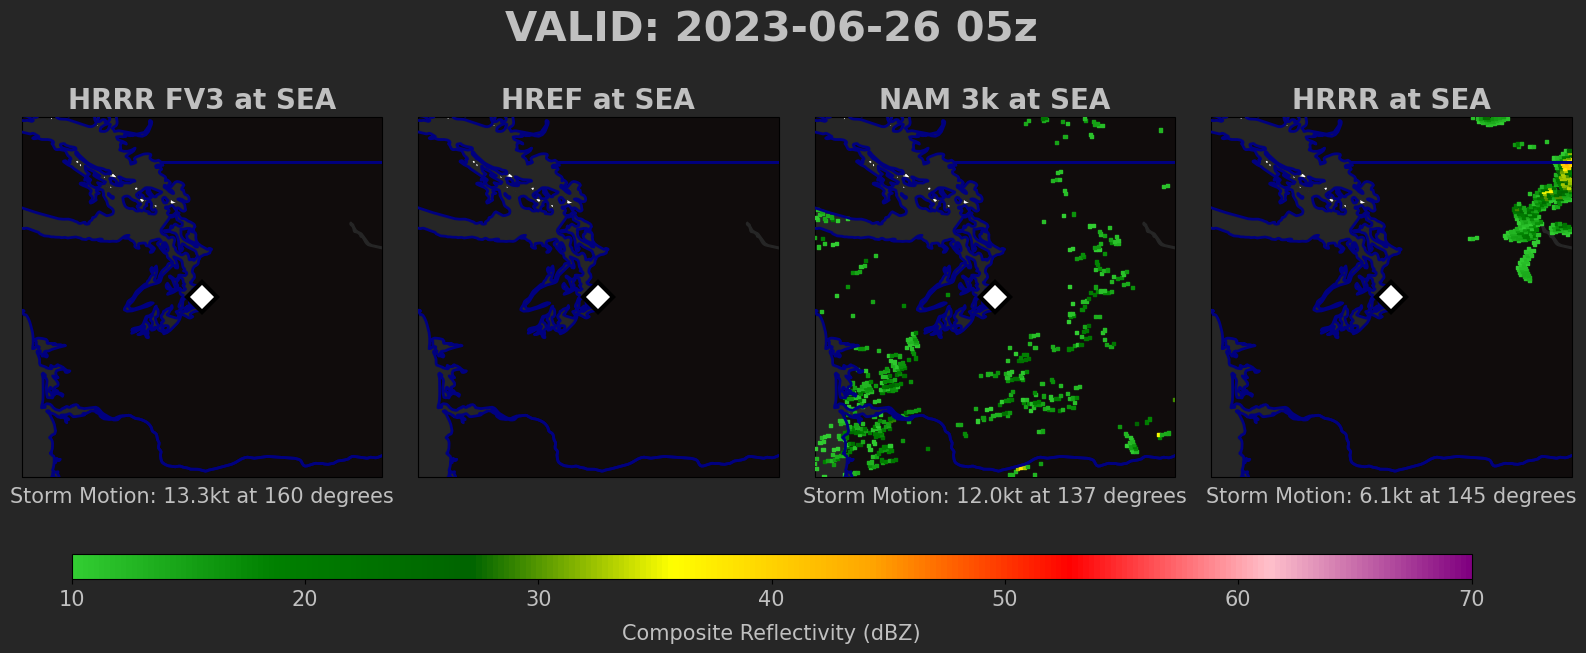 VALID: 2023-06-26 05z
HRRR FV3 at SEA
HREF at SEA
NAM 3k at SEA
HRRR at SEA
Storm Motion: 13.3kt at 160 degrees
Storm Motion: 12.0kt at 137 degrees
Storm Motion: 6.1kt at 145 degrees
10 20 30 40 50 60 70
Composite Reflectivity (dBZ)